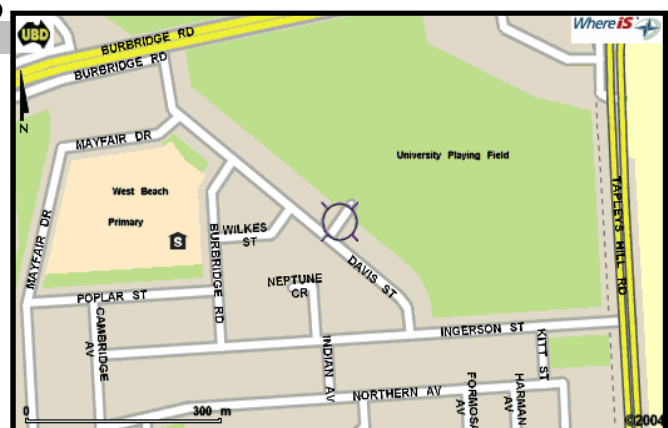 UBD
WhereiS
BURBRIDGE RD
BURBRIDGE RD
N
MAYFAIR DR
University Playing Field
West Beach
Primary
S
MAYFAIR DR
WILKES
ST
BURBRIDGE RD
TAPLEYS HILL RD
DAVIS ST
NEPTUNE
CR
POPLAR ST
CAMBRIDGE
AV
INGERSON ST
KITT ST
INDIAN AV
NORTHERN AV
FORMOSA
AV
HARMAN
AV
0
300 m
©2004